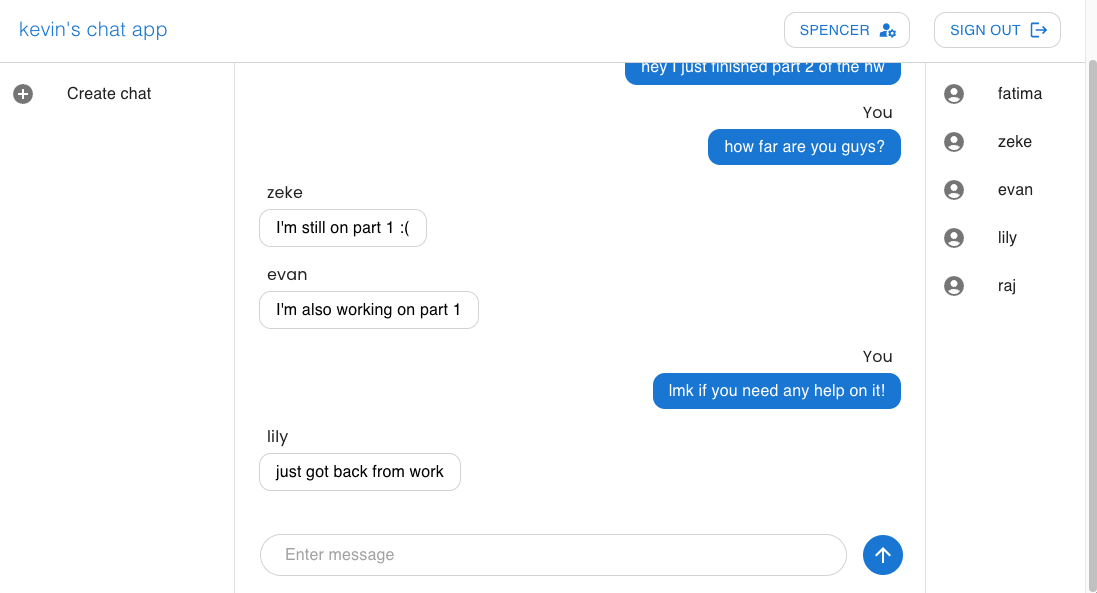 kevin's chat app
SPENCER
SIGN OUT
Create chat
hey I just finished part 2 of the hw
You
how far are you guys?
zeke
I'm still on part 1 :(
evan
I'm also working on part 1
You
lmk if you need any help on it!
lily
just got back from work
Enter message
fatima
zeke
evan
lily
raj